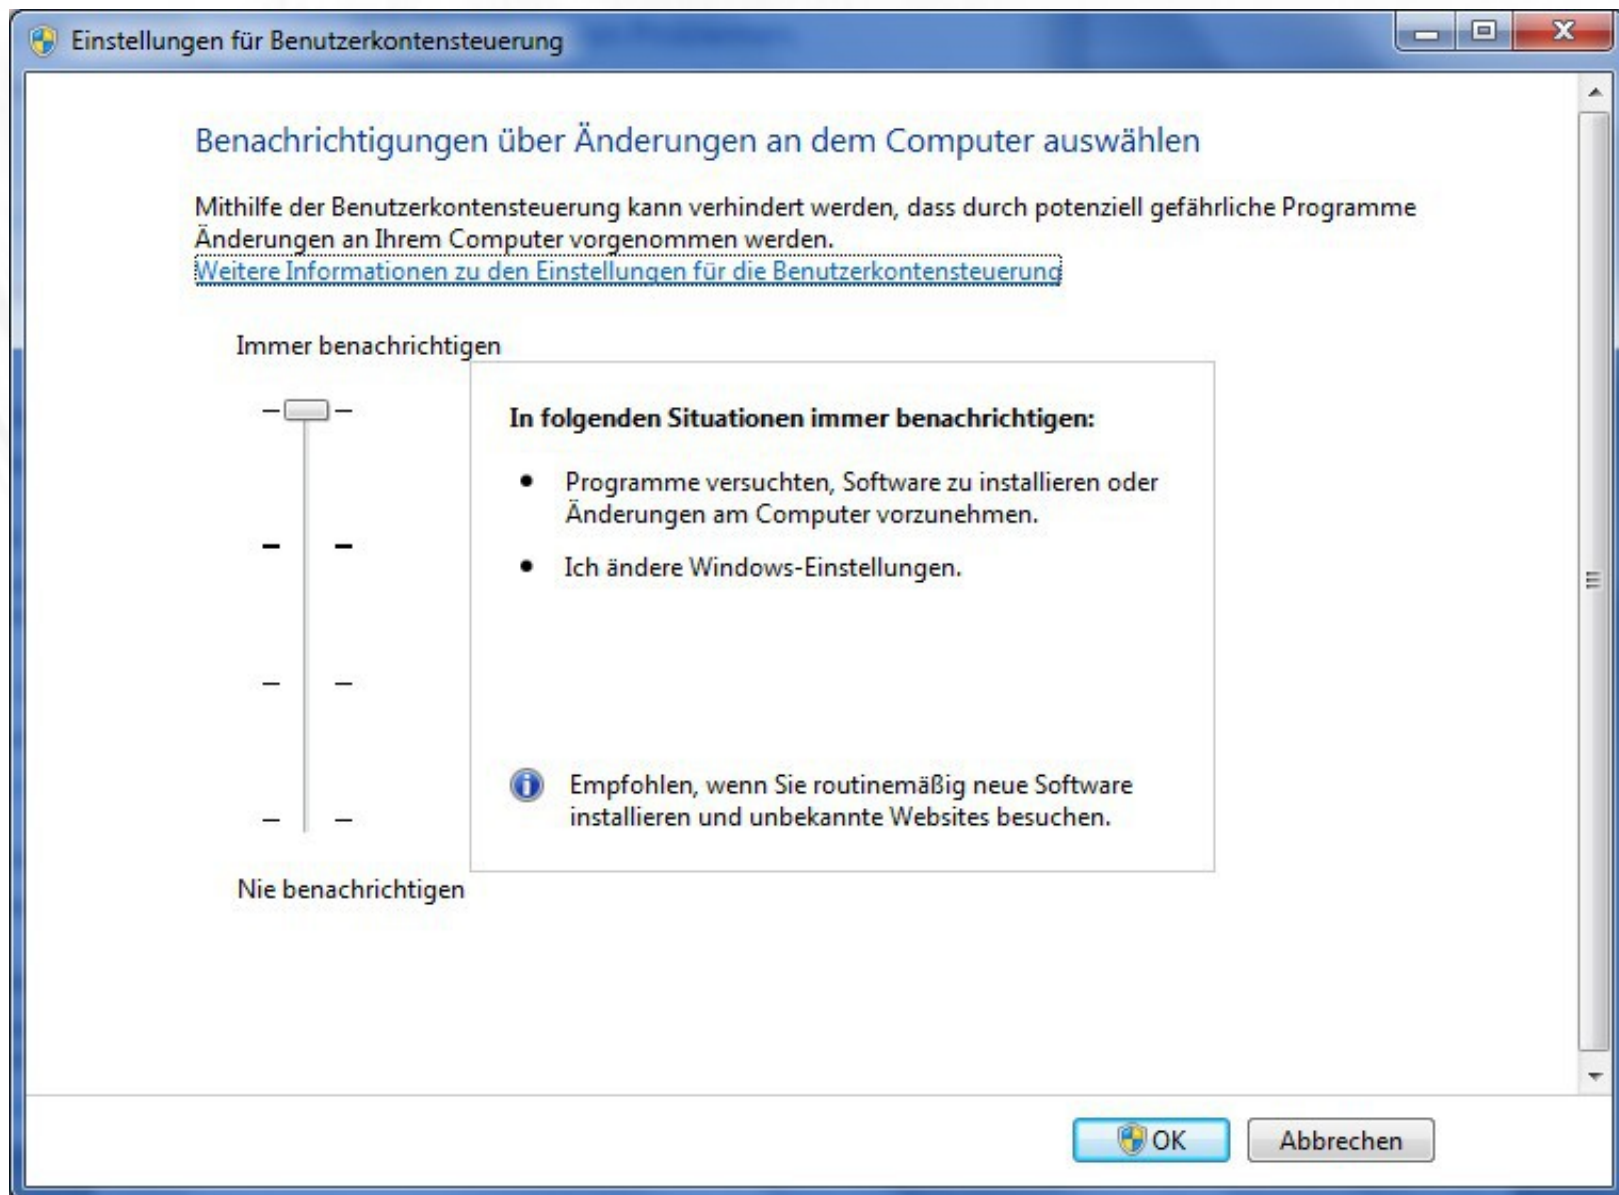 Einstellungen für Benutzerkontensteuerung
Benachrichtigungen über Änderungen an dem Computer auswählen
Mithilfe der Benutzerkontensteuerung kann verhindert werden, dass durch potenziell gefährliche Programme
Änderungen an Ihrem Computer vorgenommen werden.
Weitere Informationen zu den Einstellungen für die Benutzerkontensteuerung
Immer benachrichtigen
In folgenden Situationen immer benachrichtigen:
• Programme versuchten, Software zu installieren oder
Änderungen am Computer vorzunehmen.
• Ich ändere Windows-Einstellungen.
Empfohlen, wenn Sie routinemäßig neue Software
installieren und unbekannte Websites besuchen.
Nie benachrichtigen
OK
Abbrechen